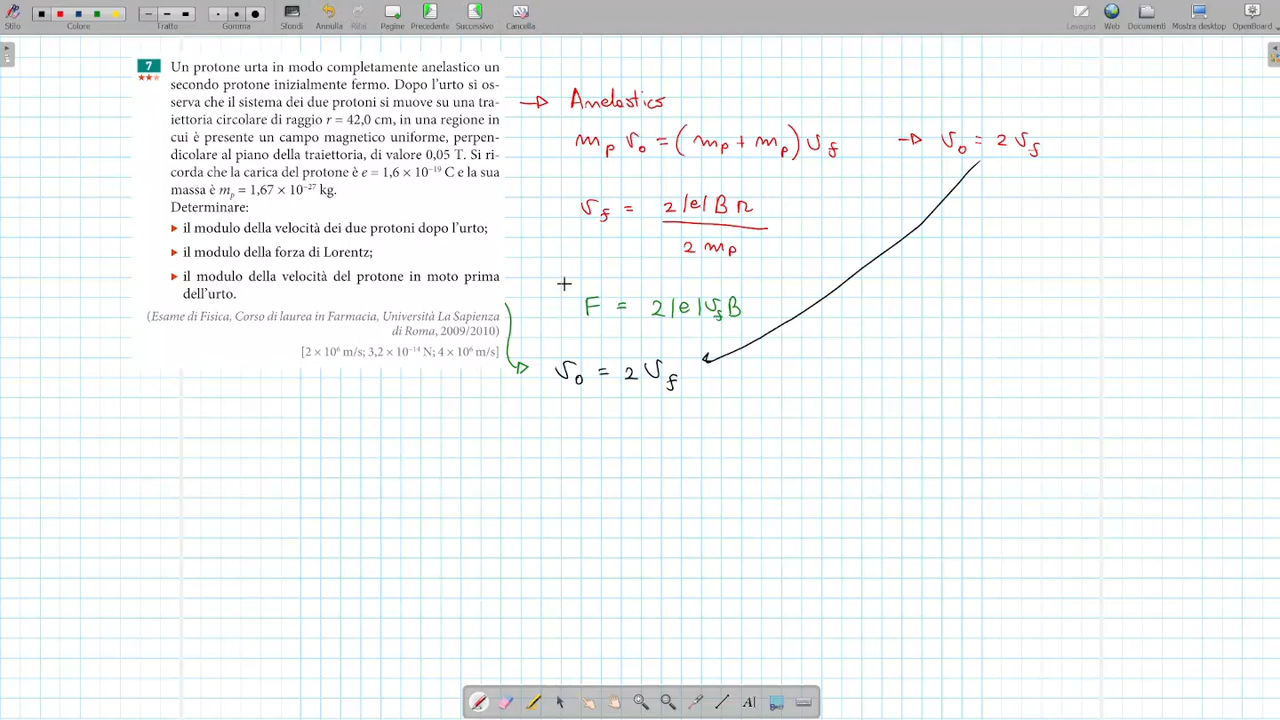 Stilo
Colore
Tratto
Gomma
Sfondi
Annulla
Rifai
Pagine
Precedente
Successivo
Cancella
Lavagna
Web
Documenti
Mostra desktop
OpenBoard
7
Un protone urta in modo completamente anelastico un
secondo protone inizialmente fermo. Dopo l'urto si os-
serva che il sistema dei due protoni si muove su una tra-
iettoria circolare di raggio r = 42,0 cm, in una regione in
cui è presente un campo magnetico uniforme, perpen-
dicolare al piano della traiettoria, di valore 0,05 T. Si ri-
corda che la carica del protone è e = 1,6 × 10⁻¹⁹ C e la sua
massa è mₚ = 1,67 × 10⁻²⁷ kg.
Determinare:
il modulo della velocità dei due protoni dopo l'urto;
il modulo della forza di Lorentz;
il modulo della velocità del protone in moto prima
dell'urto.
(Esame di Fisica, Corso di laurea in Farmacia, Università La Sapienza
di Roma, 2009/2010)
[2 × 10⁶ m/s; 3,2 × 10⁻¹⁴ N; 4 × 10⁶ m/s]
→ Anelastico
m_p v_0 = (m_p + m_p) v_f → v_0 = 2 v_f
v_f = 2 |e| B r
2 m_p
F = 2 |e| v_f B
v_0 = 2 v_f